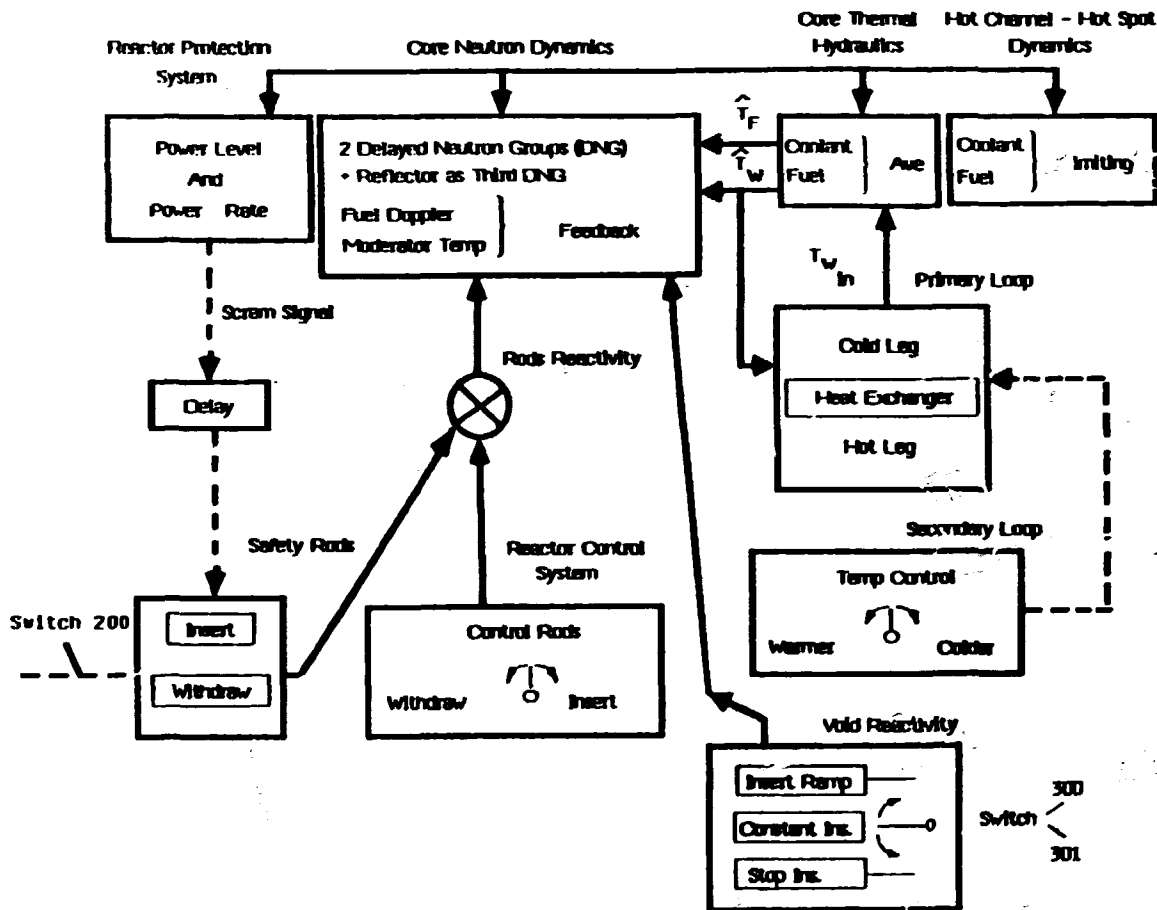 Reactor Protection
System
Core Neutron Dynamics
Core Thermal
Hydraulics
Hot Channel - Hot Spot
Dynamics
Power Level
And
Power Rate
2 Delayed Neutron Groups (DNG)
+ Reflector as Third DNG
Fuel Doppler
Moderator Temp
Feedback
T̂F
T̂W
Coolant
Fuel
Ave
Coolant
Fuel
limiting
Scram Signal
TW in
Primary Loop
Delay
Rods Reactivity
Cold Leg
Heat Exchanger
Hot Leg
Safety Rods
Reactor Control
System
Secondary Loop
Switch 200
Insert
Withdraw
Control Rods
Withdraw
Insert
Temp Control
Warmer
Colder
Void Reactivity
Insert Ramp
Constant Ins.
Stop Ins.
Switch
300
301